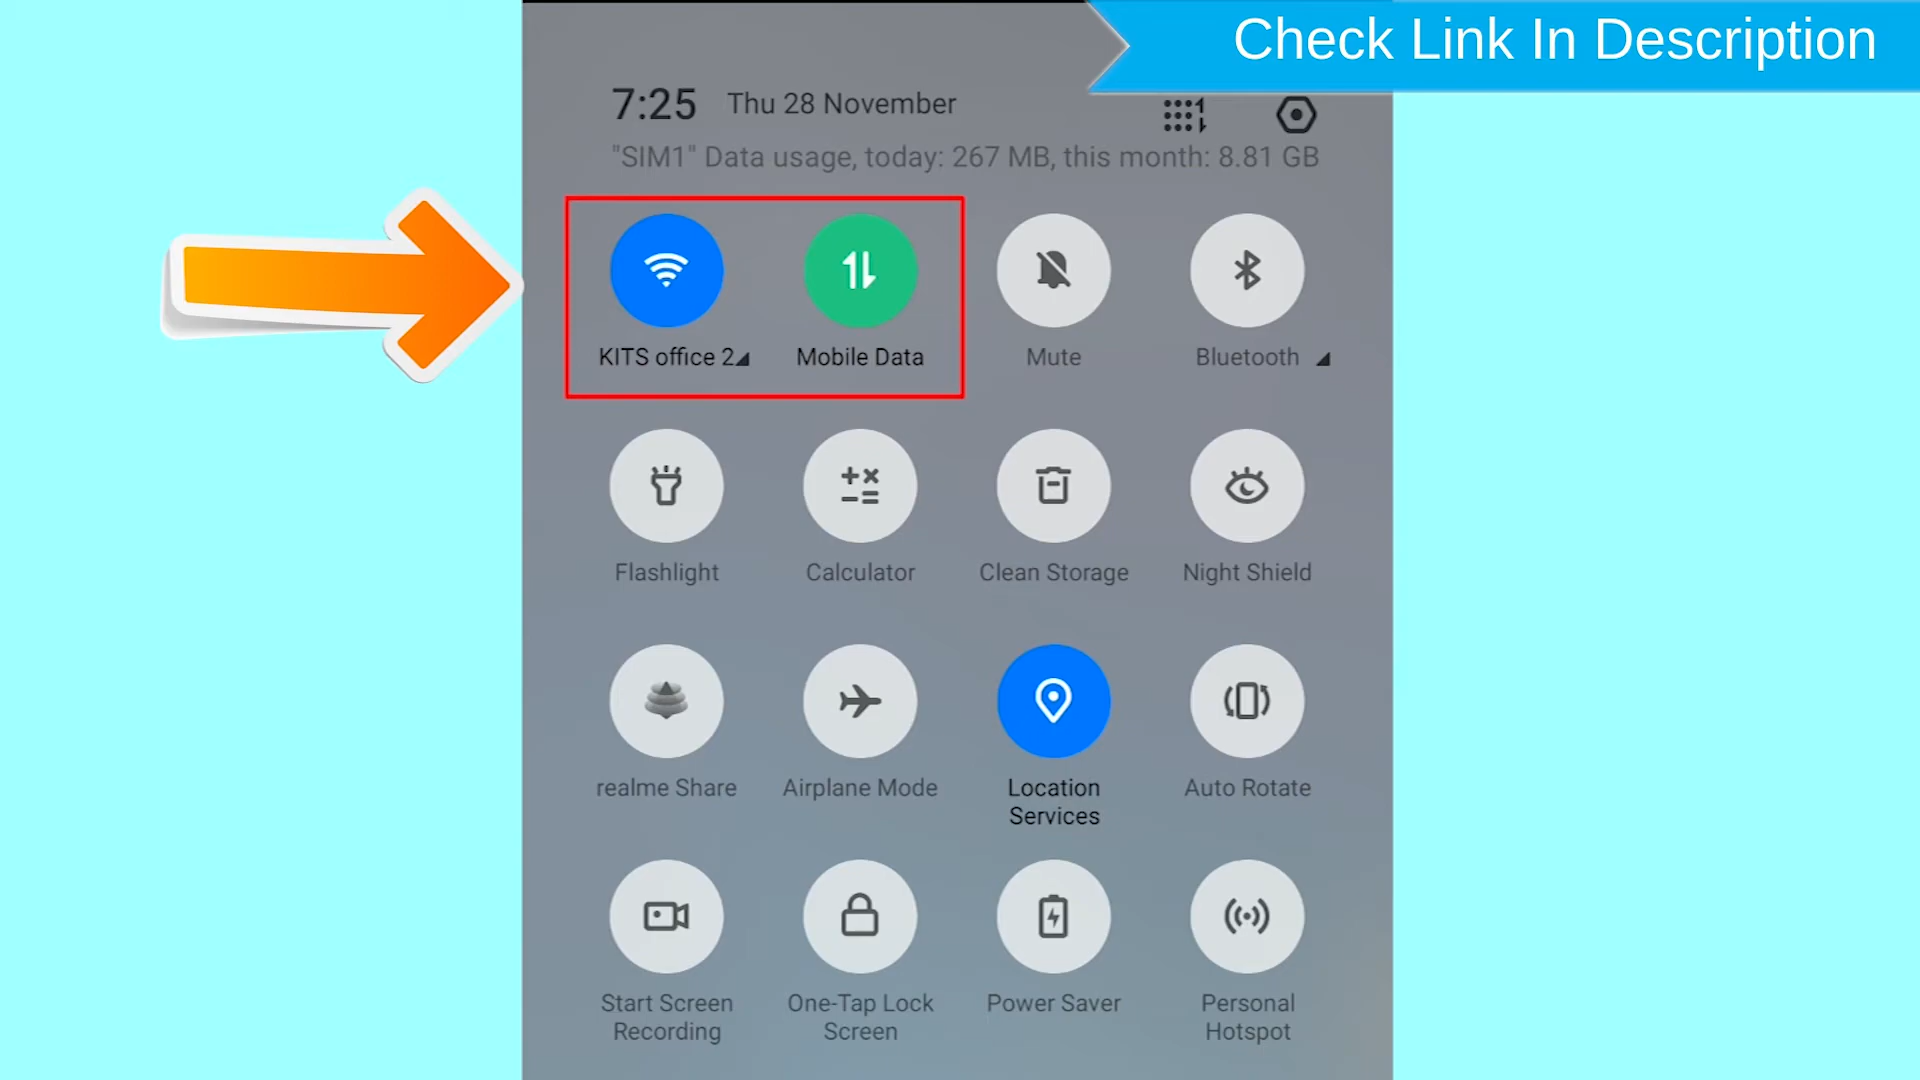 Check Link In Description
7:25 Thu 28 November
"SIM1" Data usage, today: 267 MB, this month: 8.81 GB
KITS office 2 Mobile Data Mute Bluetooth
Flashlight Calculator Clean Storage Night Shield
realme Share Airplane Mode Location Services Auto Rotate
Start Screen Recording One-Tap Lock Screen Power Saver Personal Hotspot